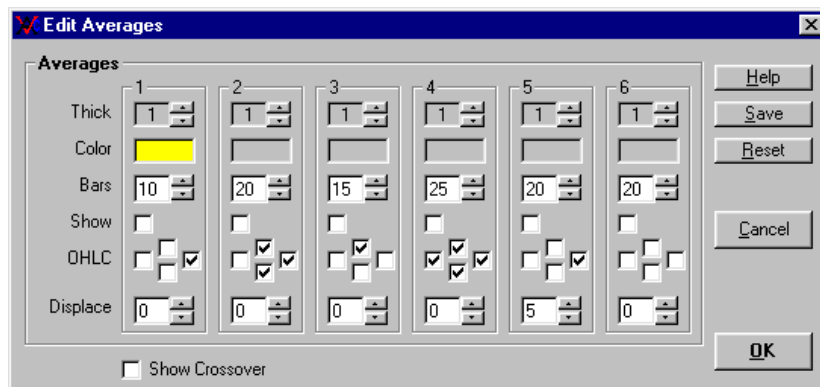 Edit Averages
Averages
1 2 3 4 5 6
Thick 1 1 1 1 1 1
Color
Bars 10 20 15 25 20 20
Show
OHLC
Displace 0 0 0 0 5 0
Show Crossover
Help
Save
Reset
Cancel
OK